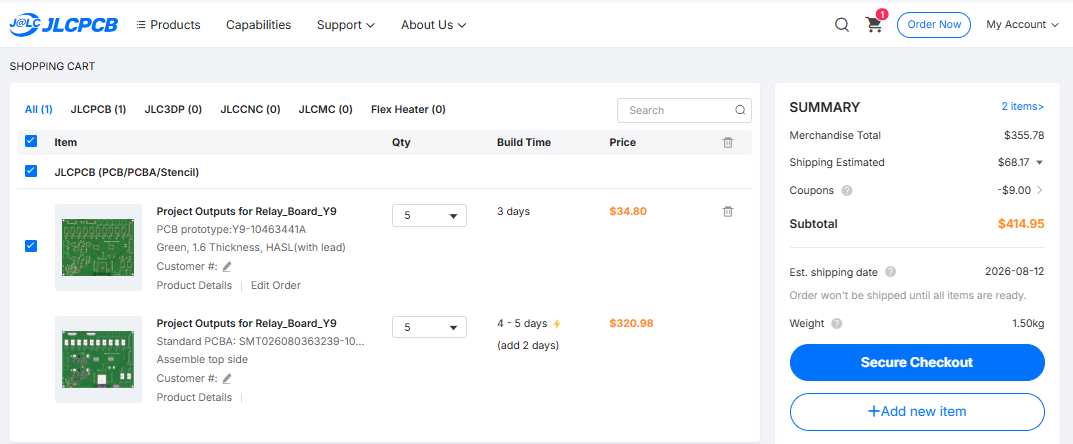 J@LC JLCPCB Products Capabilities Support About Us 1 Order Now My Account
SHOPPING CART
All (1) JLCPCB (1) JLC3DP (0) JLCCNC (0) JLCMC (0) Flex Heater (0) Search
Item Qty Build Time Price
JLCPCB (PCB/PCBA/Stencil)
Project Outputs for Relay_Board_Y9 5 3 days $34.80
PCB prototype:Y9-10463441A
Green, 1.6 Thickness, HASL(with lead)
Customer #:
Product Details Edit Order
Project Outputs for Relay_Board_Y9 5 4 - 5 days $320.98
Standard PCBA: SMT026080363239-10...
(add 2 days)
Assemble top side
Customer #:
Product Details
SUMMARY 2 items>
Merchandise Total $355.78
Shipping Estimated $68.17
Coupons ? -$9.00
Subtotal $414.95
Est. shipping date ? 2026-08-12
Order won't be shipped until all items are ready.
Weight ? 1.50kg
Secure Checkout
+Add new item